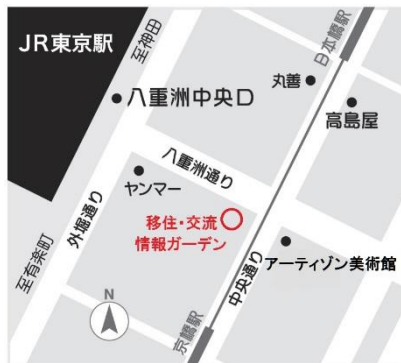 JR東京駅
至神田
日本橋駅
丸善
八重洲中央口
高島屋
八重洲通り
ヤンマー
外堀通り
移住・交流
情報ガーデン
中央通り
アーティゾン美術館
至有楽町
N
京橋駅